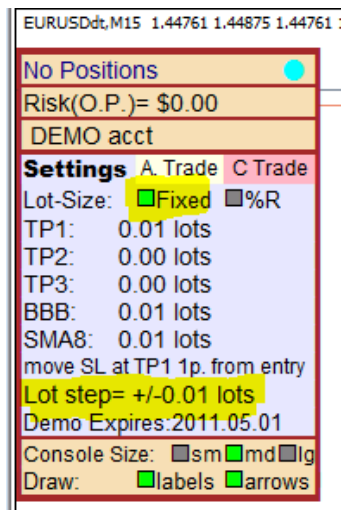 EURUSDdt,M15 1.44761 1.44875 1.44761
No Positions
Risk(O.P.)= $0.00
DEMO acct
Settings A. Trade C Trade
Lot-Size: Fixed %R
TP1: 0.01 lots
TP2: 0.00 lots
TP3: 0.00 lots
BBB: 0.01 lots
SMA8: 0.01 lots
move SL at TP1 1p. from entry
Lot step= +/-0.01 lots
Demo Expires:2011.05.01
Console Size: sm md lg
Draw: labels arrows